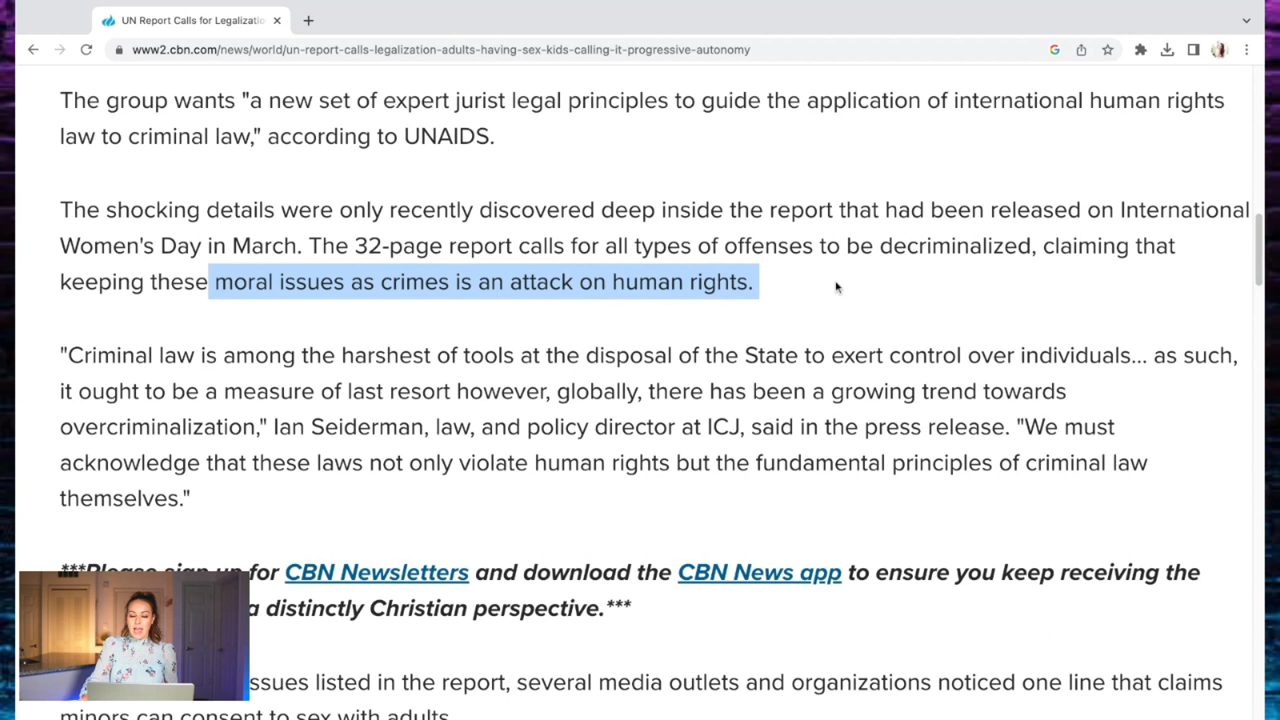 UN Report Calls for Legalizatio
www2.cbn.com/news/world/un-report-calls-legalization-adults-having-sex-kids-calling-it-progressive-autonomy
The group wants "a new set of expert jurist legal principles to guide the application of international human rights
law to criminal law," according to UNAIDS.
The shocking details were only recently discovered deep inside the report that had been released on International
Women's Day in March. The 32-page report calls for all types of offenses to be decriminalized, claiming that
keeping these moral issues as crimes is an attack on human rights.
"Criminal law is among the harshest of tools at the disposal of the State to exert control over individuals... as such,
it ought to be a measure of last resort however, globally, there has been a growing trend towards
overcriminalization," Ian Seiderman, law, and policy director at ICJ, said in the press release. "We must
acknowledge that these laws not only violate human rights but the fundamental principles of criminal law
themselves."
***Please sign up for CBN Newsletters and download the CBN News app to ensure you keep receiving the
a distinctly Christian perspective.***
ssues listed in the report, several media outlets and organizations noticed one line that claims
minors can consent to sex with adults.